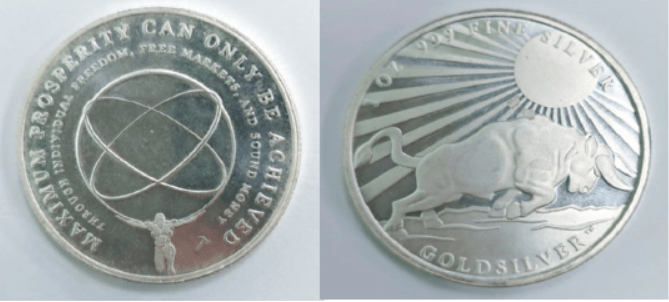 MAXIMUM PROSPERITY CAN ONLY BE ACHIEVED
THROUGH INDIVIDUAL FREEDOM, FREE MARKETS, AND SOUND MONEY
1 OZ 999 FINE SILVER
GOLDSILVER™